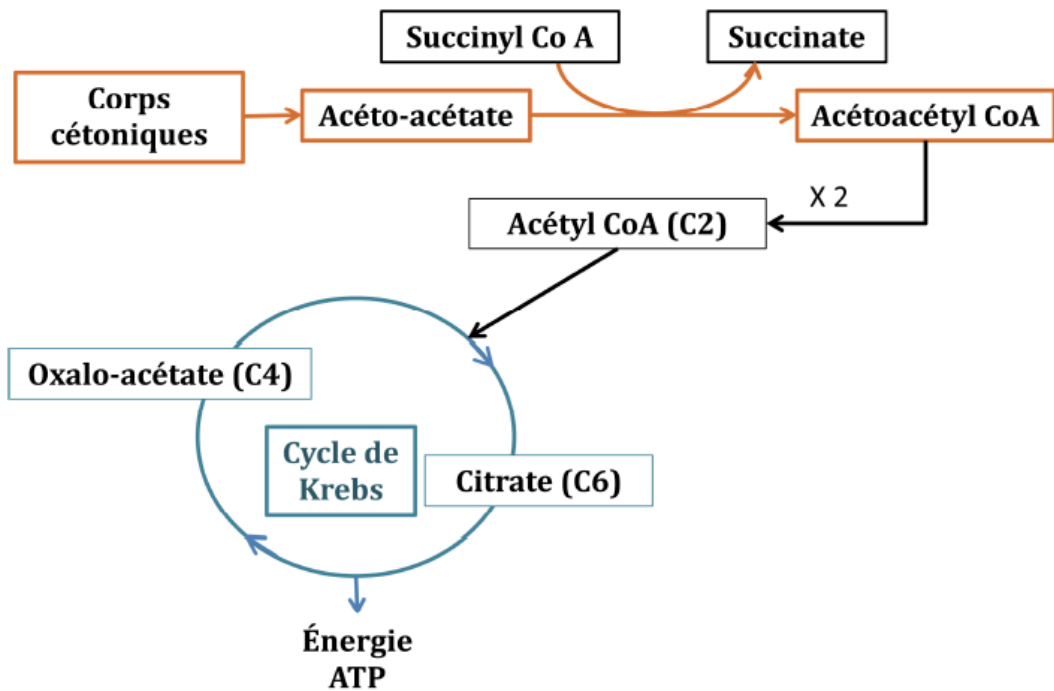 Succinyl Co A
Succinate
Corps
cétoniques
Acéto-acétate
Acétoacétyl CoA
X 2
Acétyl CoA (C2)
Oxalo-acétate (C4)
Cycle de
Krebs
Citrate (C6)
Énergie
ATP